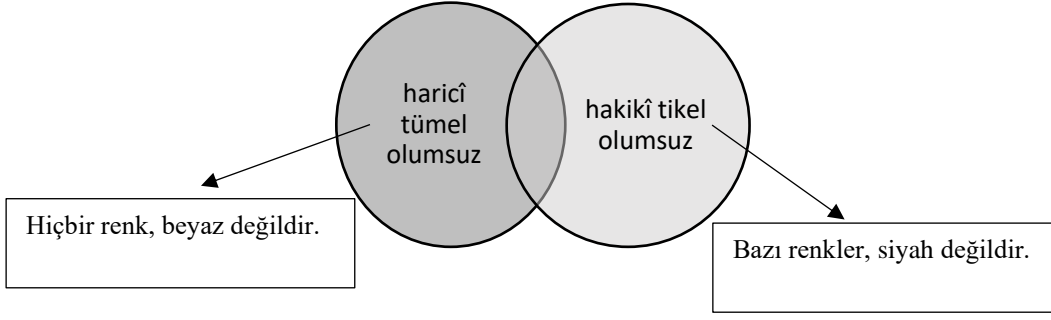 haricî
tümel
olumsuz
hakikî tikel
olumsuz
Hiçbir renk, beyaz değildir.
Bazı renkler, siyah değildir.